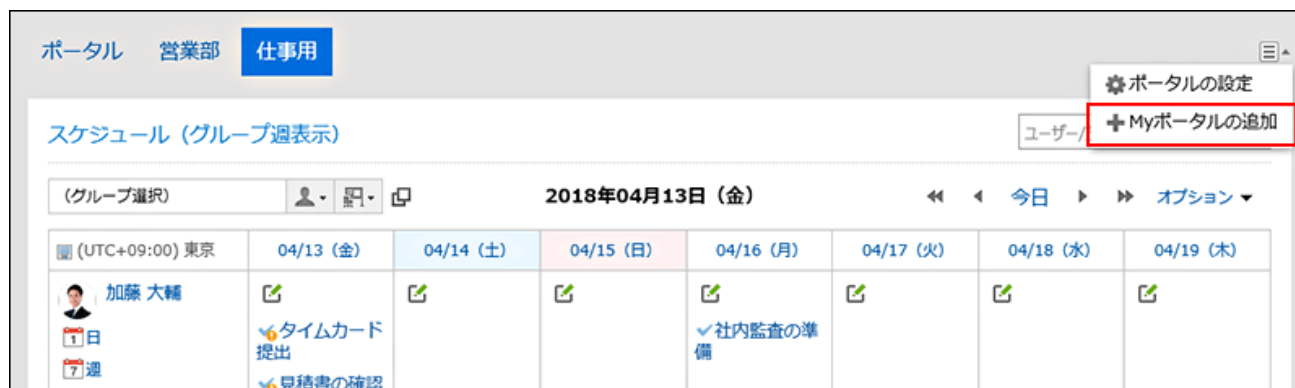 ポータル 営業部 仕事用
ポータルの設定
Myポータルの追加
スケジュール（グループ週表示）
ユーザー/
（グループ選択） 2018年04月13日（金） 今日 オプション
(UTC+09:00) 東京 04/13（金） 04/14（土） 04/15（日） 04/16（月） 04/17（火） 04/18（水） 04/19（木）
加藤 大輔
1 日
7 週
タイムカード
提出
見積書の確認
社内監査の準
備